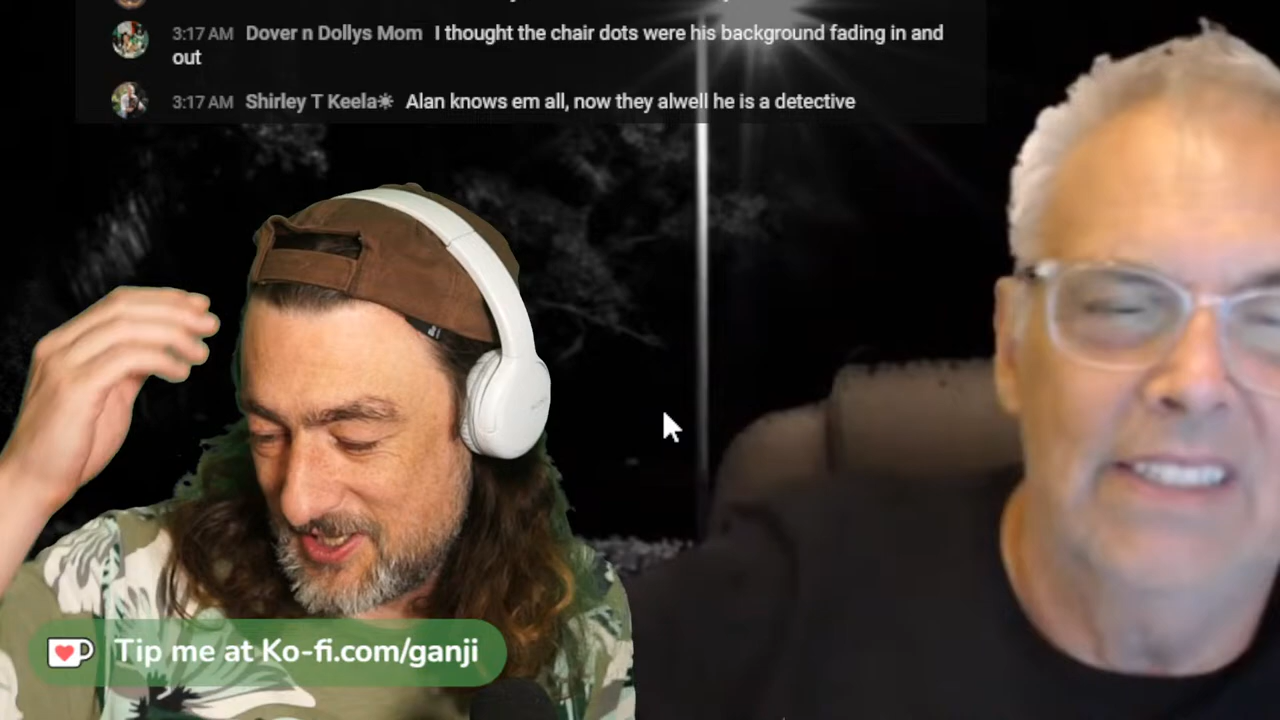 3:17 AM Dover n Dollys Mom I thought the chair dots were his background fading in and
out
3:17 AM Shirley T Keela☀ Alan knows em all, now they alwell he is a detective
Tip me at Ko-fi.com/ganji